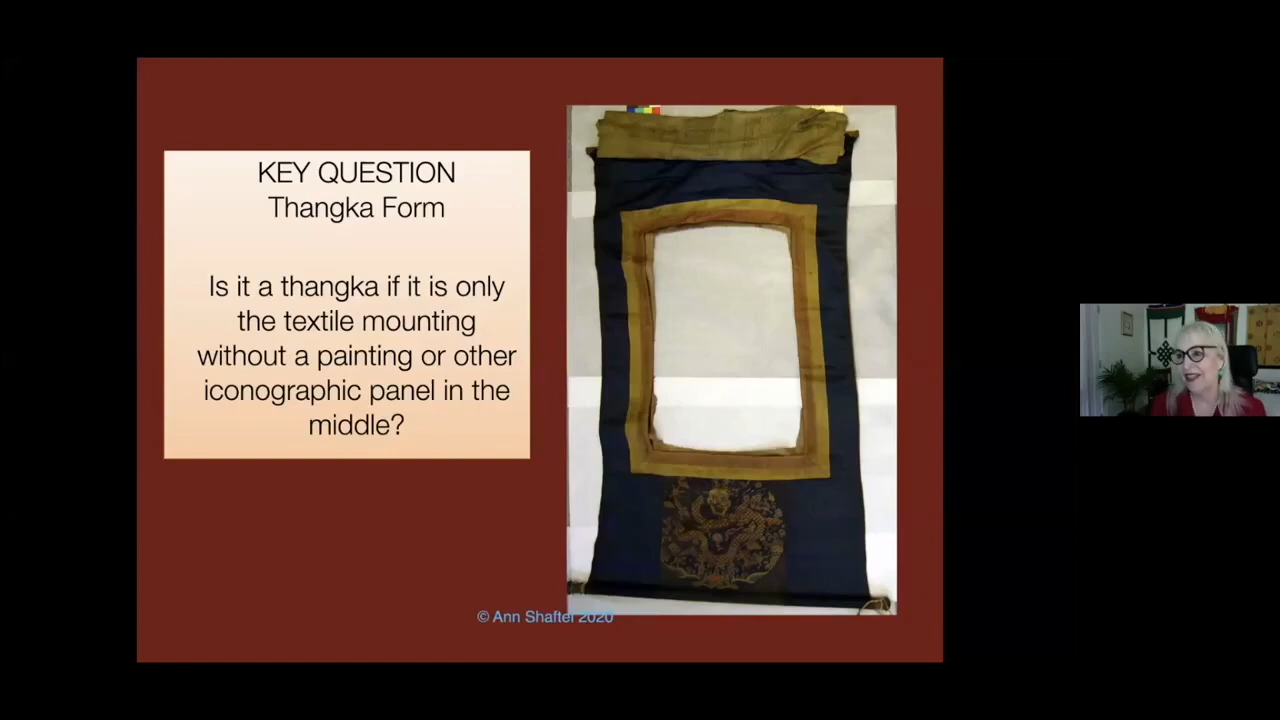 KEY QUESTION
Thangka Form
Is it a thangka if it is only
the textile mounting
without a painting or other
iconographic panel in the
middle?
© Ann Shaftel 2020